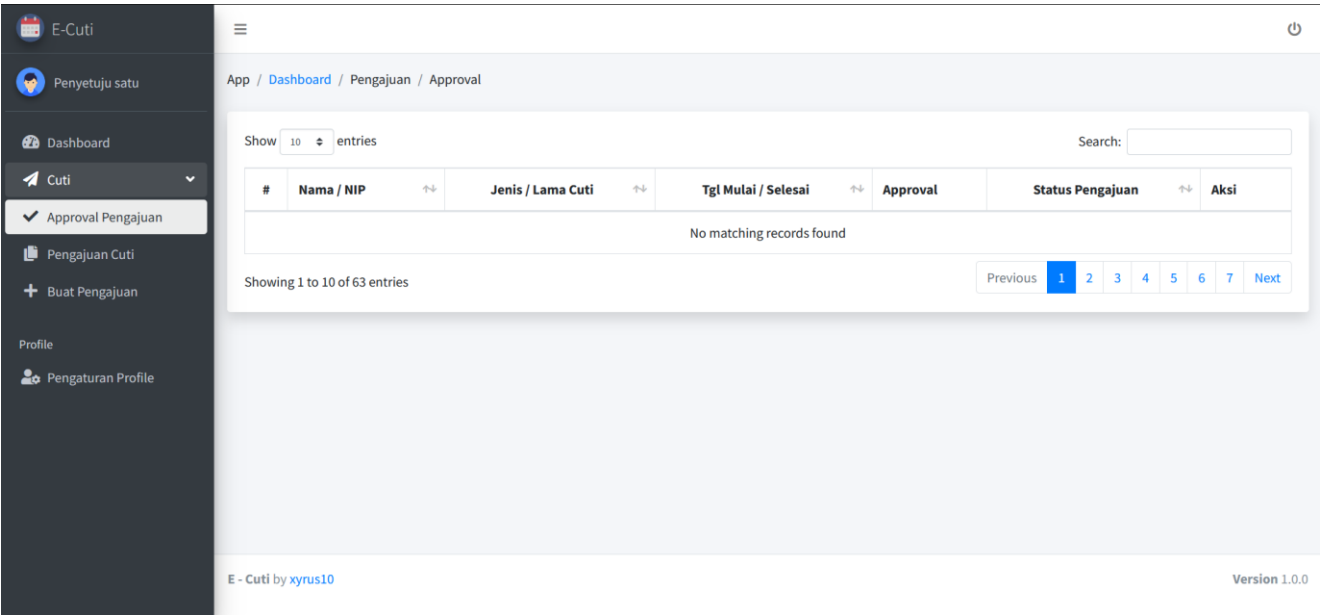 E-Cuti
Penyetuju satu
Dashboard
Cuti
Approval Pengajuan
Pengajuan Cuti
Buat Pengajuan
Profile
Pengaturan Profile
App / Dashboard / Pengajuan / Approval
Show 10 entries
Search:
# Nama / NIP Jenis / Lama Cuti Tgl Mulai / Selesai Approval Status Pengajuan Aksi
No matching records found
Showing 1 to 10 of 63 entries
Previous 1 2 3 4 5 6 7 Next
E - Cuti by xyrus10
Version 1.0.0